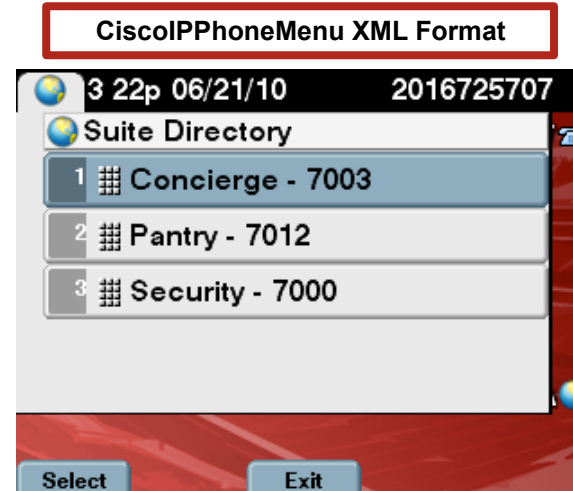 CiscoIPPhoneMenu XML Format
3 22p 06/21/10 2016725707
Suite Directory
1 Concierge - 7003
2 Pantry - 7012
3 Security - 7000
Select Exit